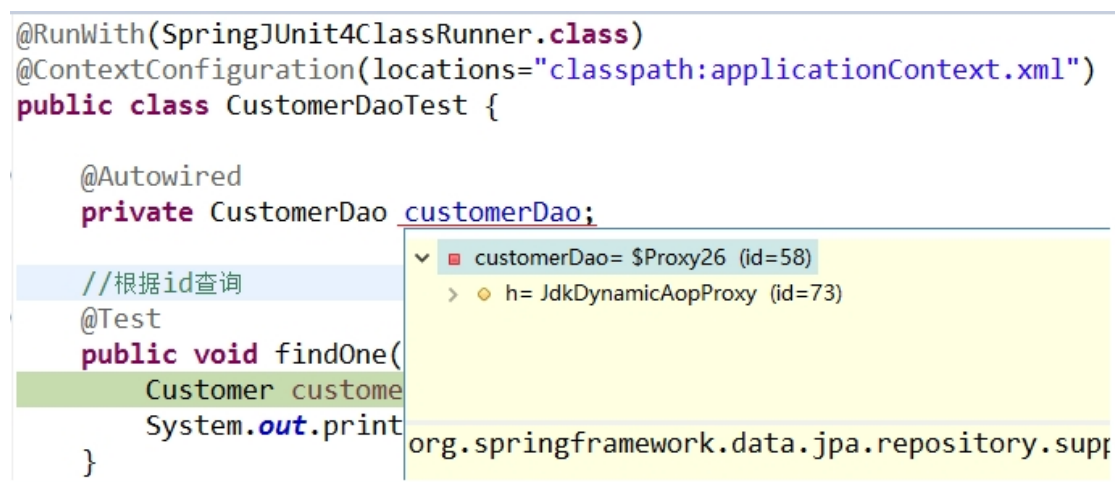 @RunWith(SpringJUnit4ClassRunner.class)
@ContextConfiguration(locations="classpath:applicationContext.xml")
public class CustomerDaoTest {
@Autowired
private CustomerDao customerDao;
customerDao= $Proxy26 (id=58)
//根据id查询
h= JdkDynamicAopProxy (id=73)
@Test
public void findOne(
Customer custome
System.out.print
org.springframework.data.jpa.repository.supp
}